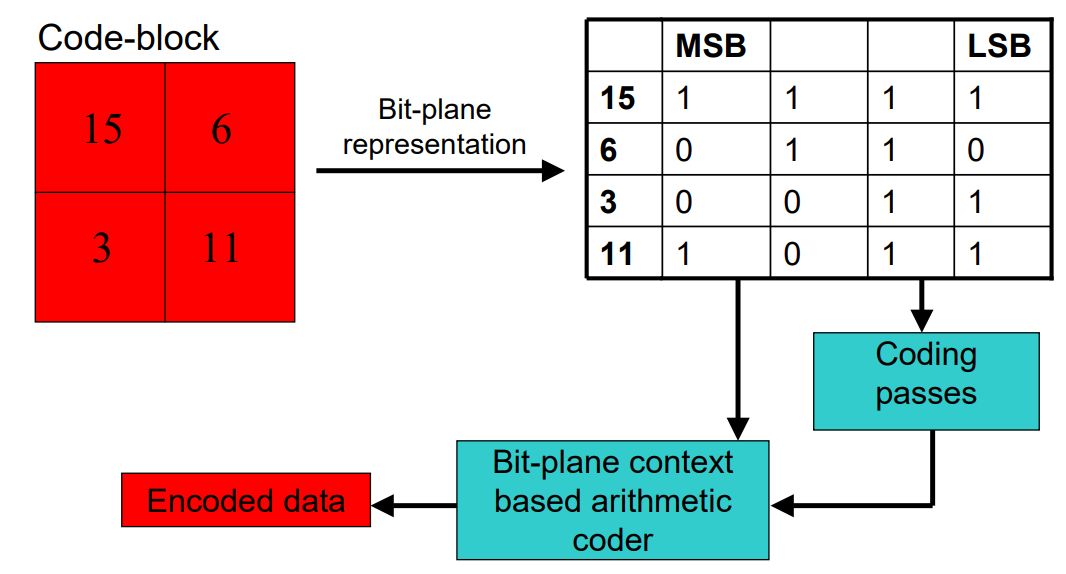 Code-block
15 6
3 11
Bit-plane
representation
MSB LSB
15 1 1 1 1
6 0 1 1 0
3 0 0 1 1
11 1 0 1 1
Coding
passes
Bit-plane context
based arithmetic
coder
Encoded data